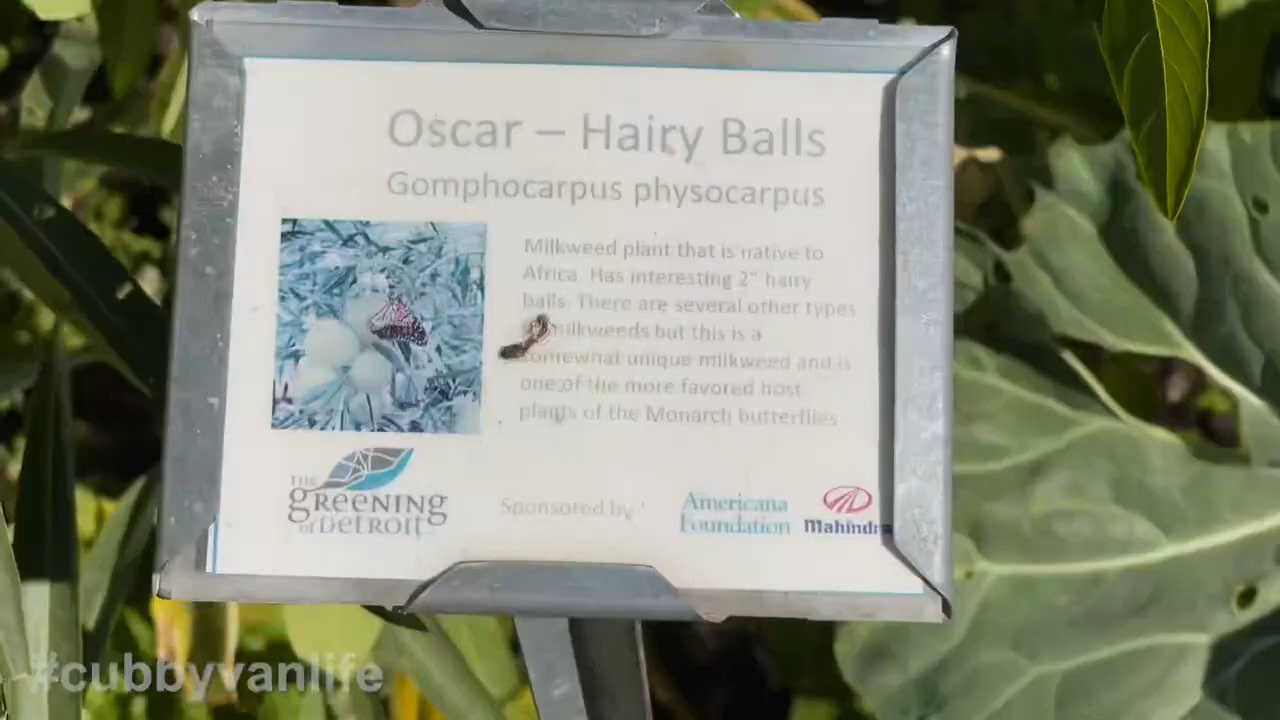 Oscar – Hairy Balls
Gomphocarpus physocarpus
Milkweed plant that is native to
Africa. Has interesting 2" hairy
balls. There are several other types
milkweeds but this is a
somewhat unique milkweed and is
one of the more favored host
plants of the Monarch butterflies
THE
GREENING
OF DETROIT
Sponsored by
Americana
Foundation
Mahindra
#cubbyvanlife